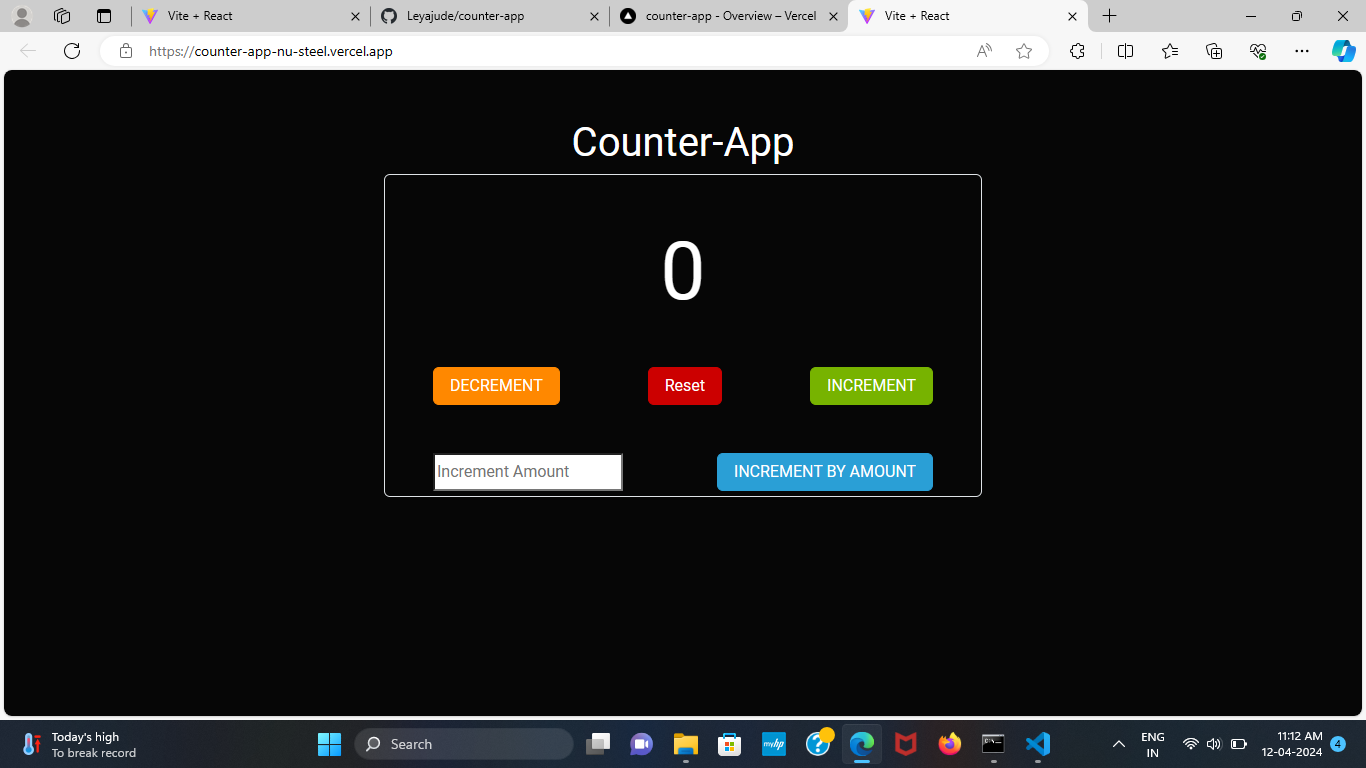 Vite + React
Leyajude/counter-app
counter-app - Overview – Vercel
Vite + React
https://counter-app-nu-steel.vercel.app
Counter-App
0
DECREMENT
Reset
INCREMENT
Increment Amount
INCREMENT BY AMOUNT
Today's high
To break record
Search
myhp
ENG
IN
11:12 AM
12-04-2024
4